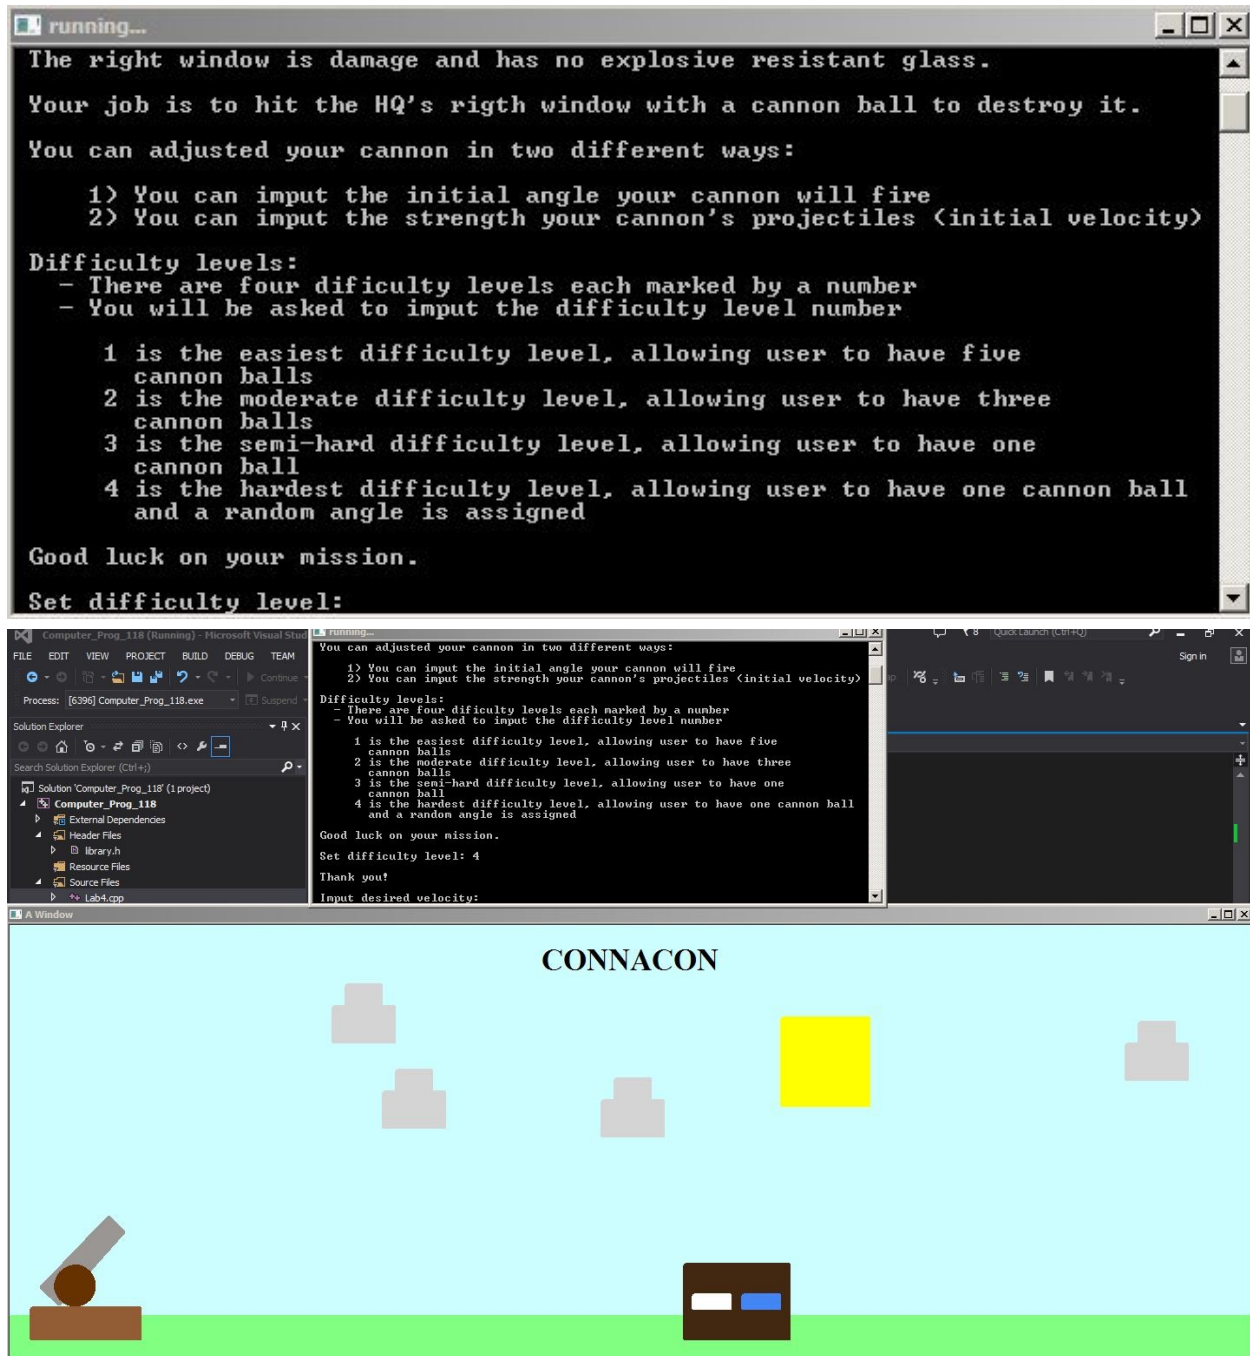 running...
The right window is damage and has no explosive resistant glass.
Your job is to hit the HQ's rigth window with a cannon ball to destroy it.
You can adjusted your cannon in two different ways:
1) You can imput the initial angle your cannon will fire
2) You can imput the strength your cannon's projectiles (initial velocity)
Difficulty levels:
- There are four dificulty levels each marked by a number
- You will be asked to imput the difficulty level number
1 is the easiest difficulty level, allowing user to have five
cannon balls
2 is the moderate difficulty level, allowing user to have three
cannon balls
3 is the semi-hard difficulty level, allowing user to have one
cannon ball
4 is the hardest difficulty level, allowing user to have one cannon ball
and a random angle is assigned
Good luck on your mission.
Set difficulty level:
Computer_Prog_118 (Running) - Microsoft Visual Stud
FILE EDIT VIEW PROJECT BUILD DEBUG TEAM
Continue
Process: [6396] Computer_Prog_118.exe
Suspend
Solution Explorer
Search Solution Explorer (Ctrl+;)
Solution 'Computer_Prog_118' (1 project)
Computer_Prog_118
External Dependencies
Header Files
library.h
Resource Files
Source Files
Lab4.cpp
running...
You can adjusted your cannon in two different ways:
1) You can imput the initial angle your cannon will fire
2) You can imput the strength your cannon's projectiles (initial velocity)
Difficulty levels:
- There are four dificulty levels each marked by a number
- You will be asked to imput the difficulty level number
1 is the easiest difficulty level, allowing user to have five
cannon balls
2 is the moderate difficulty level, allowing user to have three
cannon balls
3 is the semi-hard difficulty level, allowing user to have one
cannon ball
4 is the hardest difficulty level, allowing user to have one cannon ball
and a random angle is assigned
Good luck on your mission.
Set difficulty level: 4
Thank you!
Imput desired velocity:
8
Quick Launch (Ctrl+Q)
Sign in
A Window
CONNACON